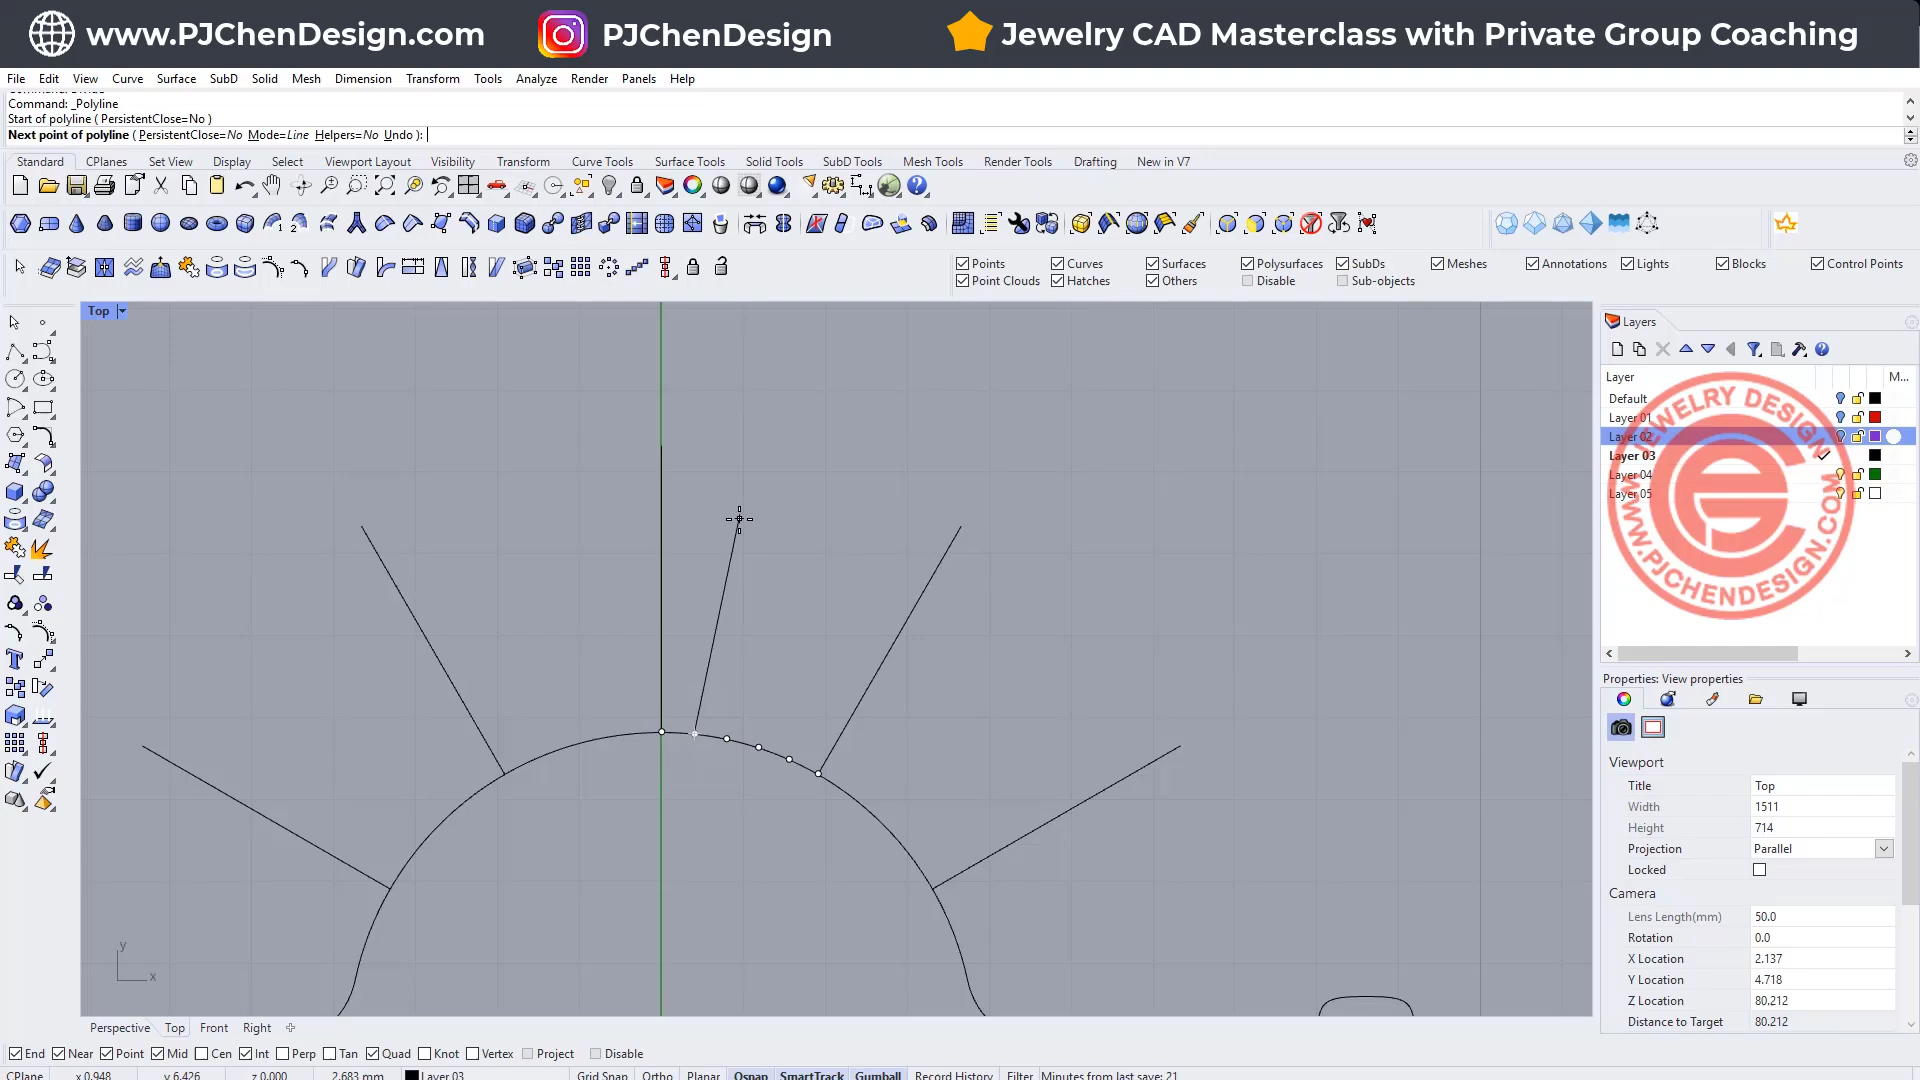 www.PJChenDesign.com PJChenDesign Jewelry CAD Masterclass with Private Group Coaching
File Edit View Curve Surface SubD Solid Mesh Dimension Transform Tools Analyze Render Panels Help
Command: _Polyline
Start of polyline ( PersistentClose=No )
Next point of polyline ( PersistentClose=No Mode=Line Helpers=No Undo ):
Standard CPlanes Set View Display Select Viewport Layout Visibility Transform Curve Tools Surface Tools Solid Tools SubD Tools Mesh Tools Render Tools Drafting New in V7
Points Curves Surfaces Polysurfaces SubDs Meshes Annotations Lights Blocks Control Points
Point Clouds Hatches Others Disable Sub-objects
Top
Layers
Layer M...
Default
Layer 01
Layer 02
Layer 03
Layer 04
Layer 05
JEWELRY DESIGN
WWW.PJCHENDESIGN.COM
Properties: View properties
Viewport
Title Top
Width 1511
Height 714
Projection Parallel
Locked
Camera
Lens Length(mm) 50.0
Rotation 0.0
X Location 2.137
Y Location 4.718
Z Location 80.212
Distance to Target 80.212
y
x
Perspective Top Front Right
End Near Point Mid Cen Int Perp Tan Quad Knot Vertex Project Disable
CPlane x 0.948 y 6.426 z 0.000 2.683 mm Layer 03 Grid Snap Ortho Planar Osnap SmartTrack Gumball Record History Filter Minutes from last save: 21